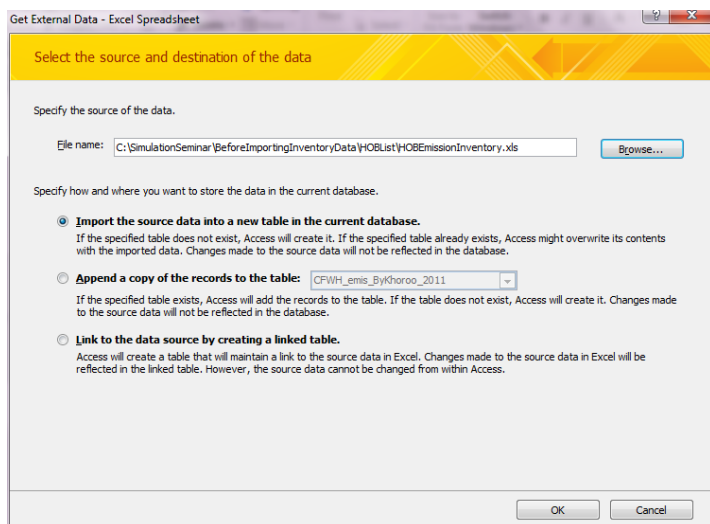 Get External Data - Excel Spreadsheet
Select the source and destination of the data
Specify the source of the data.
File name: C:\SimulationSeminar\BeforeImportingInventoryData\HOBList\HOBEmissionInventory.xls Browse...
Specify how and where you want to store the data in the current database.
Import the source data into a new table in the current database.
If the specified table does not exist, Access will create it. If the specified table already exists, Access might overwrite its contents
with the imported data. Changes made to the source data will not be reflected in the database.
Append a copy of the records to the table: CFWH_emis_ByKhoroo_2011
If the specified table exists, Access will add the records to the table. If the table does not exist, Access will create it. Changes made
to the source data will not be reflected in the database.
Link to the data source by creating a linked table.
Access will create a table that will maintain a link to the source data in Excel. Changes made to the source data in Excel will be
reflected in the linked table. However, the source data cannot be changed from within Access.
OK Cancel